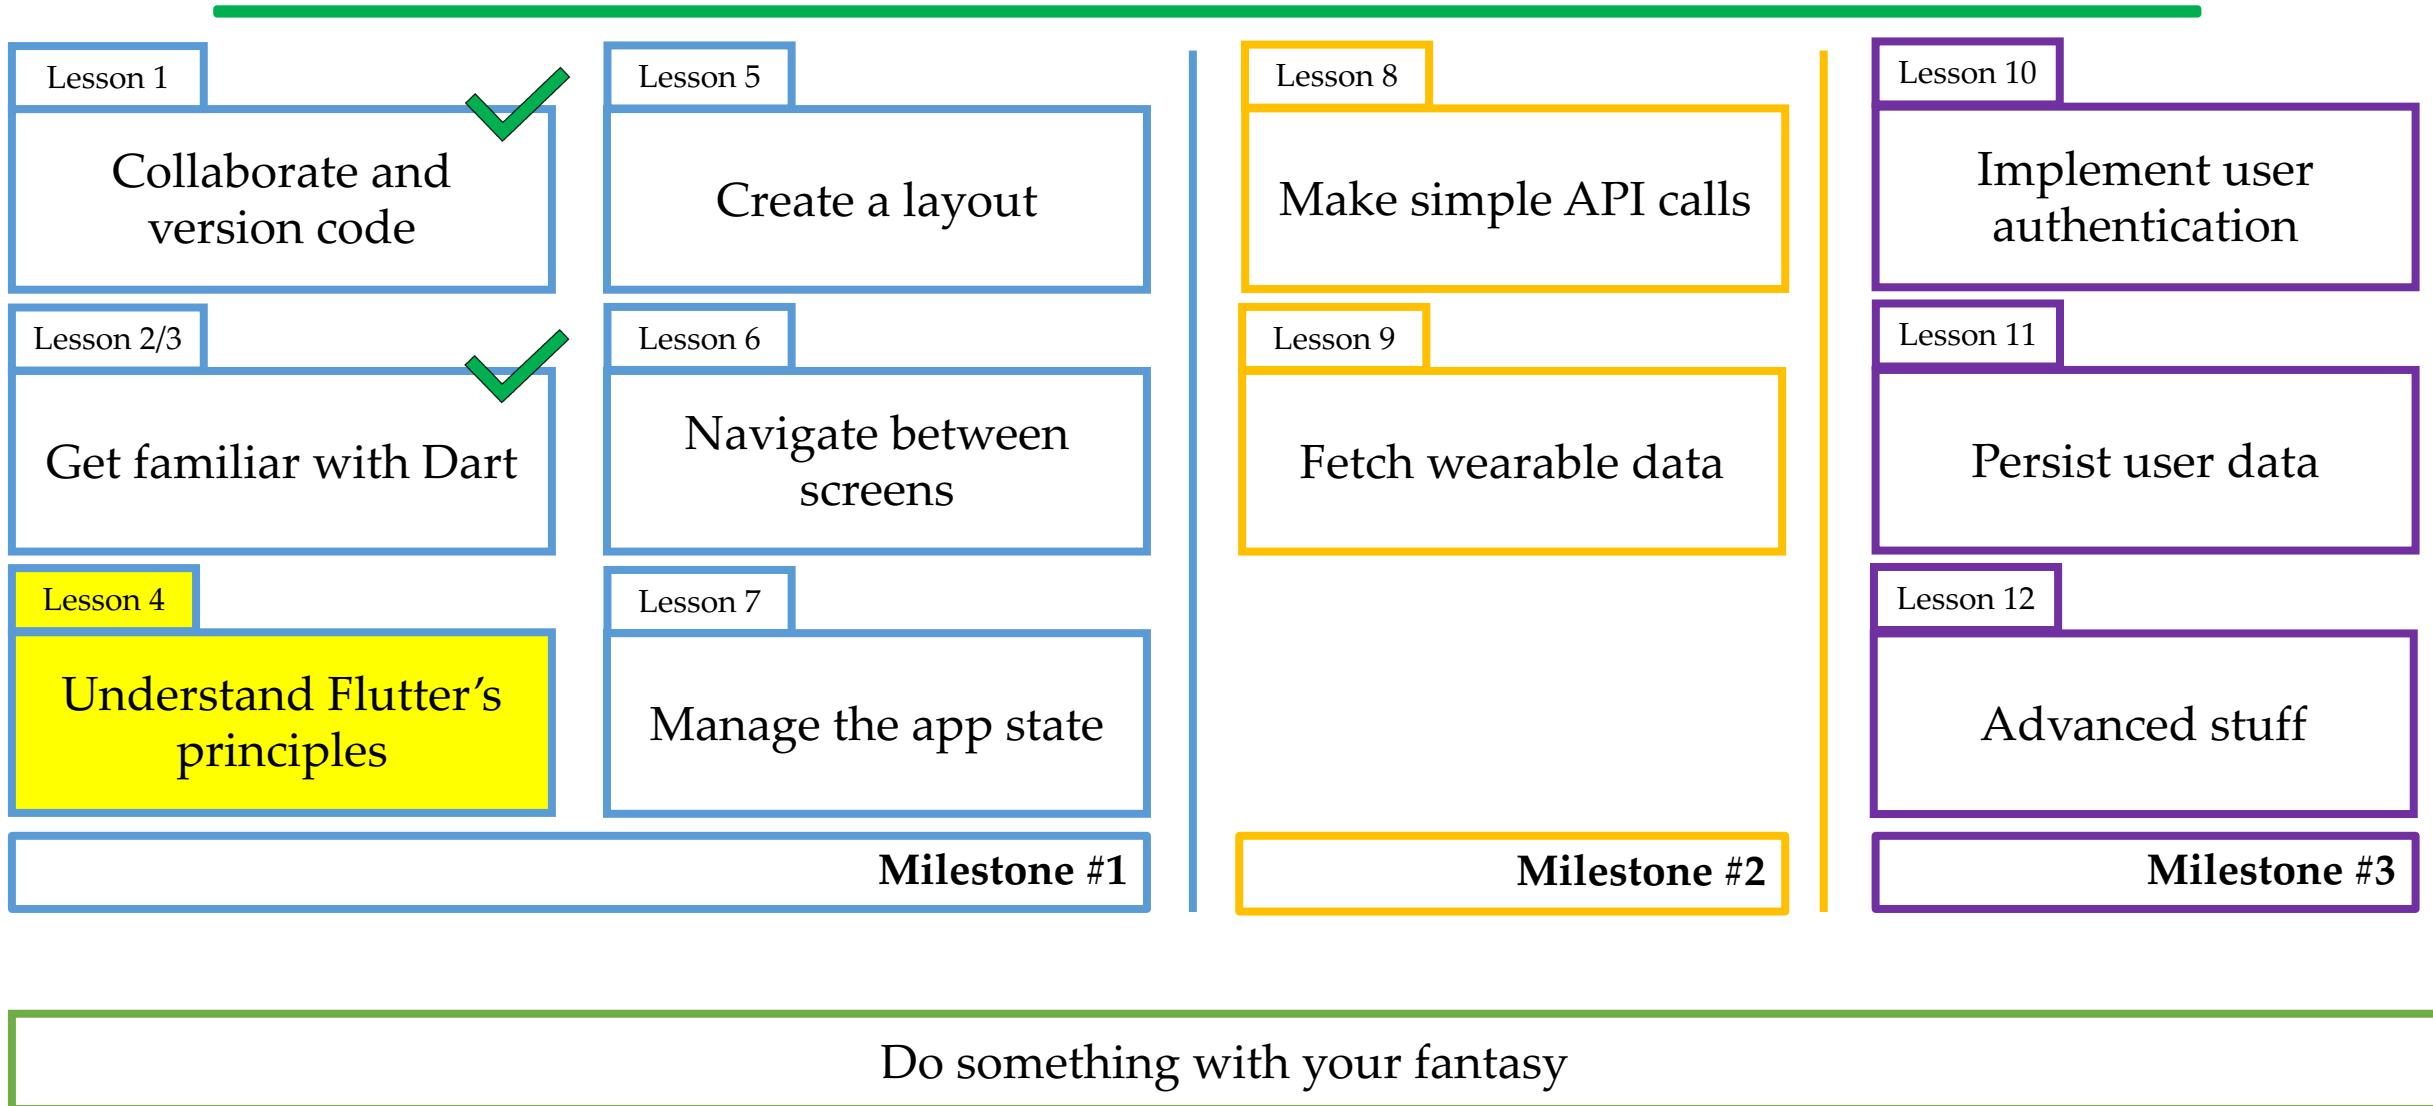 Lesson 1
Collaborate and
version code
Lesson 2/3
Get familiar with Dart
Lesson 4
Understand Flutter’s
principles
Lesson 5
Create a layout
Lesson 6
Navigate between
screens
Lesson 7
Manage the app state
Milestone #1
Lesson 8
Make simple API calls
Lesson 9
Fetch wearable data
Milestone #2
Lesson 10
Implement user
authentication
Lesson 11
Persist user data
Lesson 12
Advanced stuff
Milestone #3
Do something with your fantasy